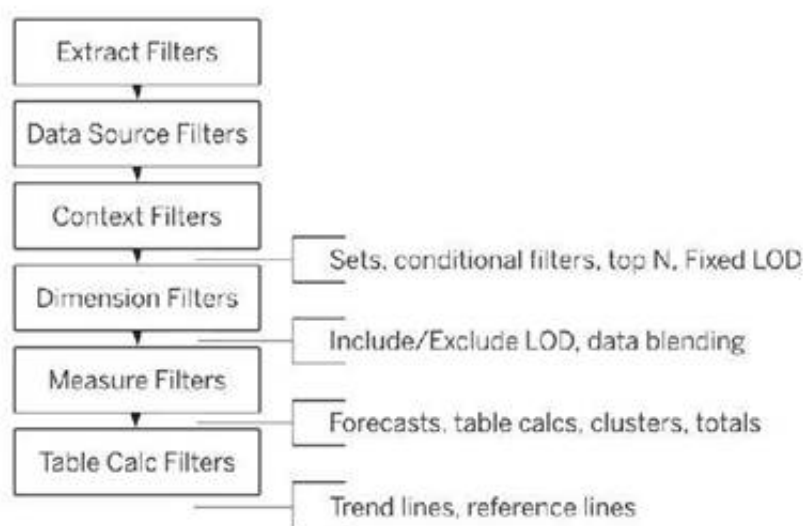 Extract Filters
Data Source Filters
Context Filters
Sets, conditional filters, top N, Fixed LOD
Dimension Filters
Include/Exclude LOD, data blending
Measure Filters
Forecasts, table calcs, clusters, totals
Table Calc Filters
Trend lines, reference lines